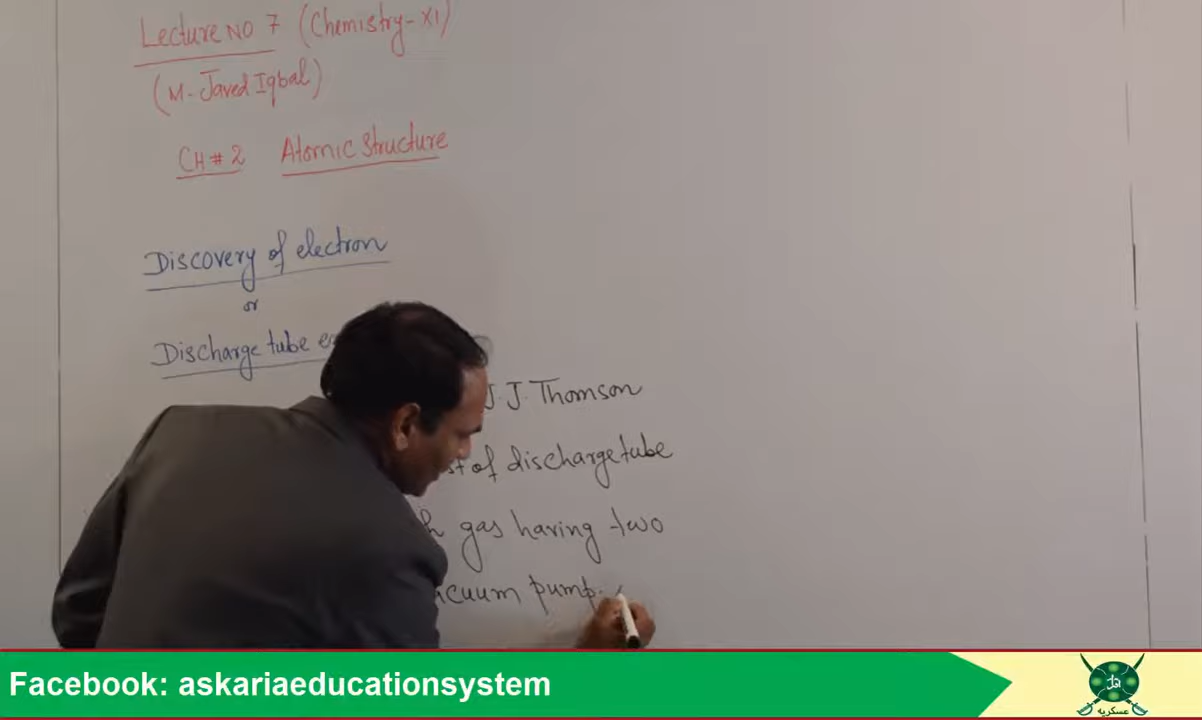 Lecture NO 7 (Chemistry-XI)
(M-Javed Iqbal)
CH # 2 Atomic Structure
Discovery of electron
or
Discharge tube
J. J. Thomson
of discharge tube
gas having two
pump.
Facebook: askariaeducationsystem
عسکریہ